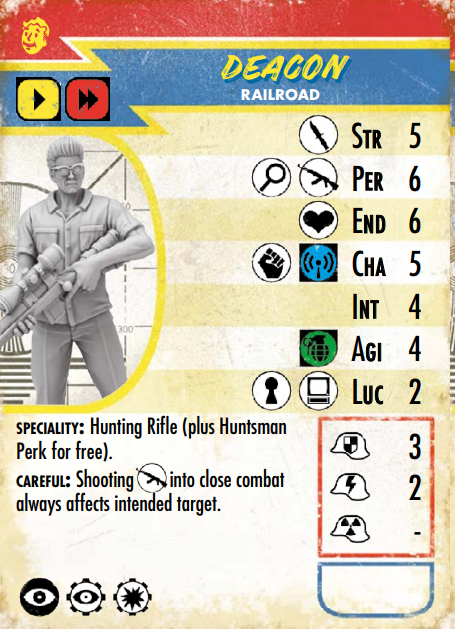 DEACON
RAILROAD
STR 5
PER 6
END 6
CHA 5
INT 4
AGI 4
LUC 2
300
SPECIALITY: Hunting Rifle (plus Huntsman
Perk for free).
CAREFUL: Shooting into close combat
always affects intended target.
3
2
-